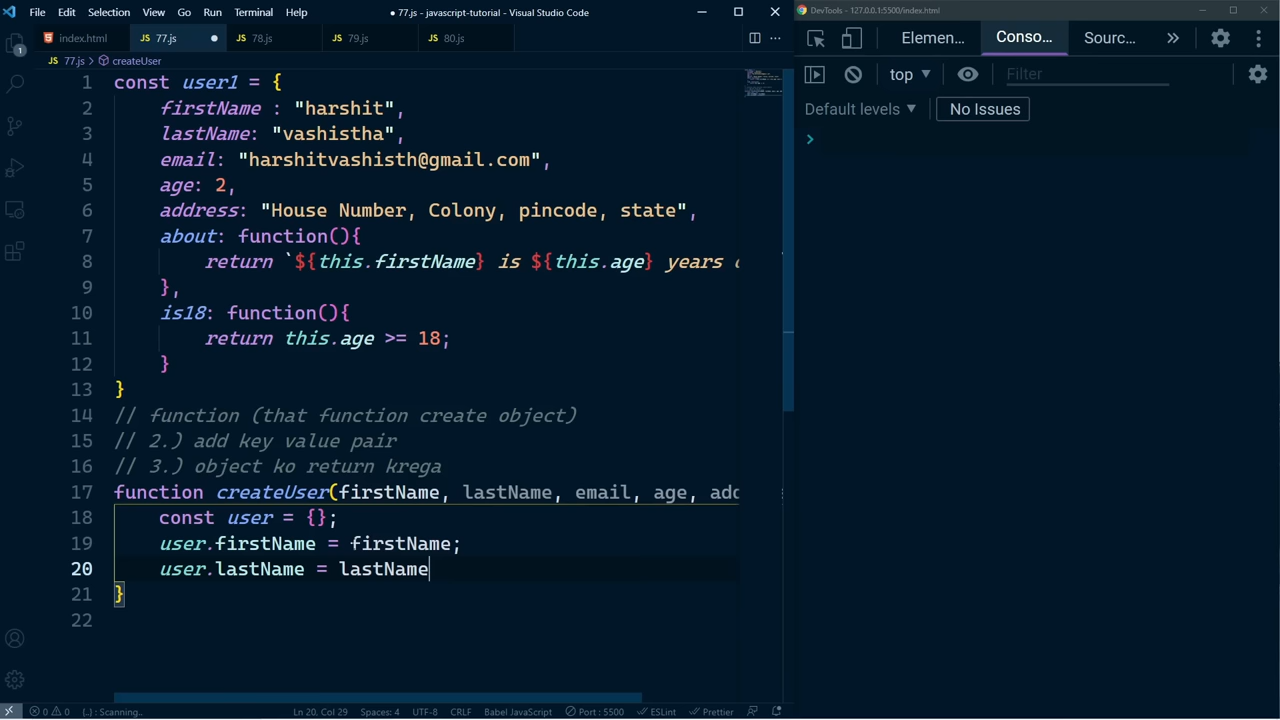 File Edit Selection View Go Run Terminal Help ● 77.js - javascript-tutorial - Visual Studio Code
DevTools - 127.0.0.1:5500/index.html
index.html JS 77.js JS 78.js JS 79.js JS 80.js
Elemen... Conso... Sourc...
JS 77.js > createUser
top Filter
Default levels No Issues
1 const user1 = {
2 firstName : "harshit",
3 lastName: "vashistha",
4 email: "harshitvashisth@gmail.com",
5 age: 2,
6 address: "House Number, Colony, pincode, state",
7 about: function(){
8 return `${this.firstName} is ${this.age} years
9 },
10 is18: function(){
11 return this.age >= 18;
12 }
13 }
14 // function (that function create object)
15 // 2.) add key value pair
16 // 3.) object ko return krega
17 function createUser(firstName, lastName, email, age, add
18 const user = {};
19 user.firstName = firstName;
20 user.lastName = lastName
21 }
22
0 0 {..} : Scanning.. Ln 20, Col 29 Spaces: 4 UTF-8 CRLF Babel JavaScript Port : 5500 ESLint Prettier